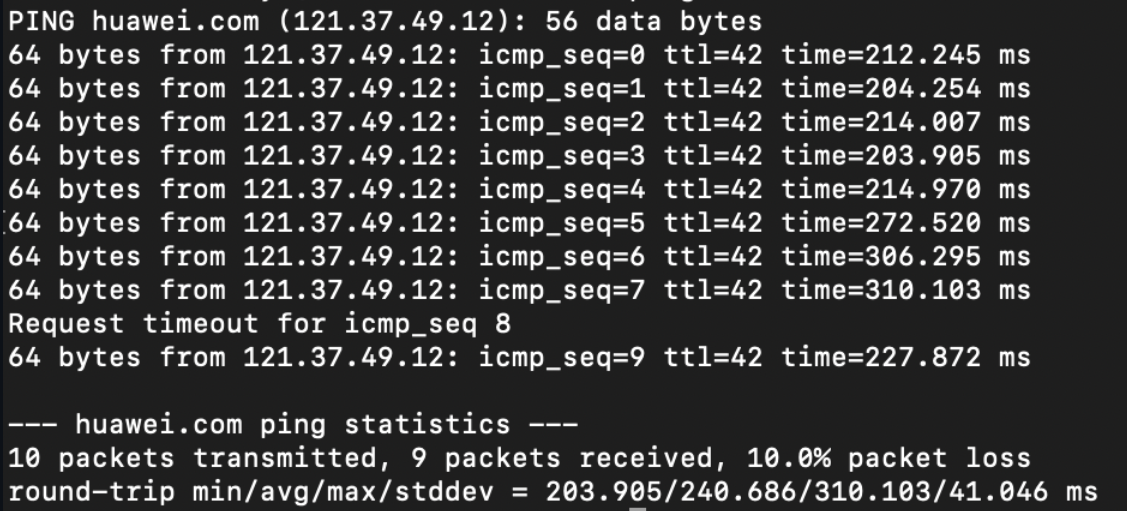 PING huawei.com (121.37.49.12): 56 data bytes
64 bytes from 121.37.49.12: icmp_seq=0 ttl=42 time=212.245 ms
64 bytes from 121.37.49.12: icmp_seq=1 ttl=42 time=204.254 ms
64 bytes from 121.37.49.12: icmp_seq=2 ttl=42 time=214.007 ms
64 bytes from 121.37.49.12: icmp_seq=3 ttl=42 time=203.905 ms
64 bytes from 121.37.49.12: icmp_seq=4 ttl=42 time=214.970 ms
64 bytes from 121.37.49.12: icmp_seq=5 ttl=42 time=272.520 ms
64 bytes from 121.37.49.12: icmp_seq=6 ttl=42 time=306.295 ms
64 bytes from 121.37.49.12: icmp_seq=7 ttl=42 time=310.103 ms
Request timeout for icmp_seq 8
64 bytes from 121.37.49.12: icmp_seq=9 ttl=42 time=227.872 ms
--- huawei.com ping statistics ---
10 packets transmitted, 9 packets received, 10.0% packet loss
round-trip min/avg/max/stddev = 203.905/240.686/310.103/41.046 ms